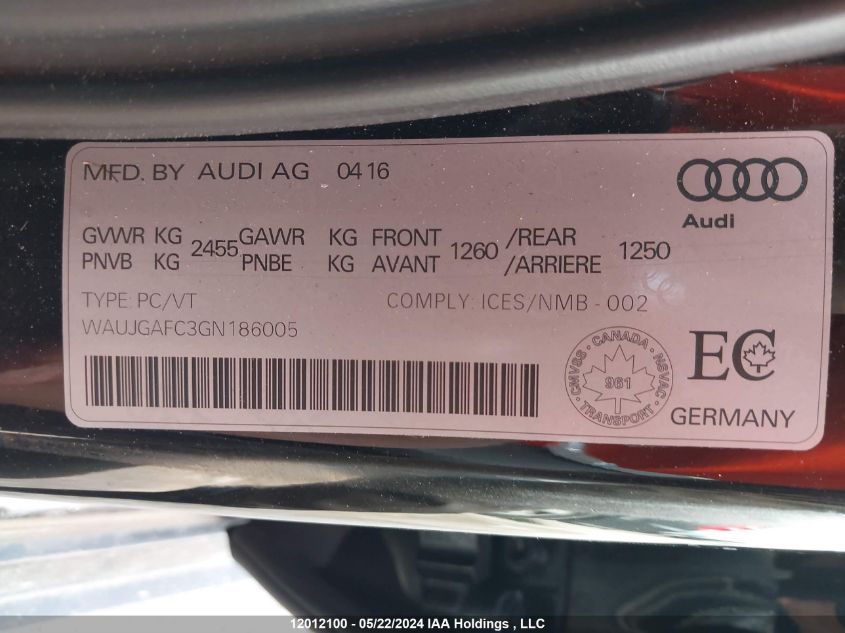 MFD. BY AUDI AG 04 16
Audi
GVWR KG 2455 GAWR KG FRONT 1260 /REAR 1250
PNVB KG PNBE KG AVANT /ARRIERE
TYPE: PC/VT COMPLY: ICES/NMB - 002
WAUJGAFC3GN186005
CMVSS · CANADA · NSVAC · TRANSPORT ·
961
EC
GERMANY
12012100 - 05/22/2024 IAA Holdings , LLC